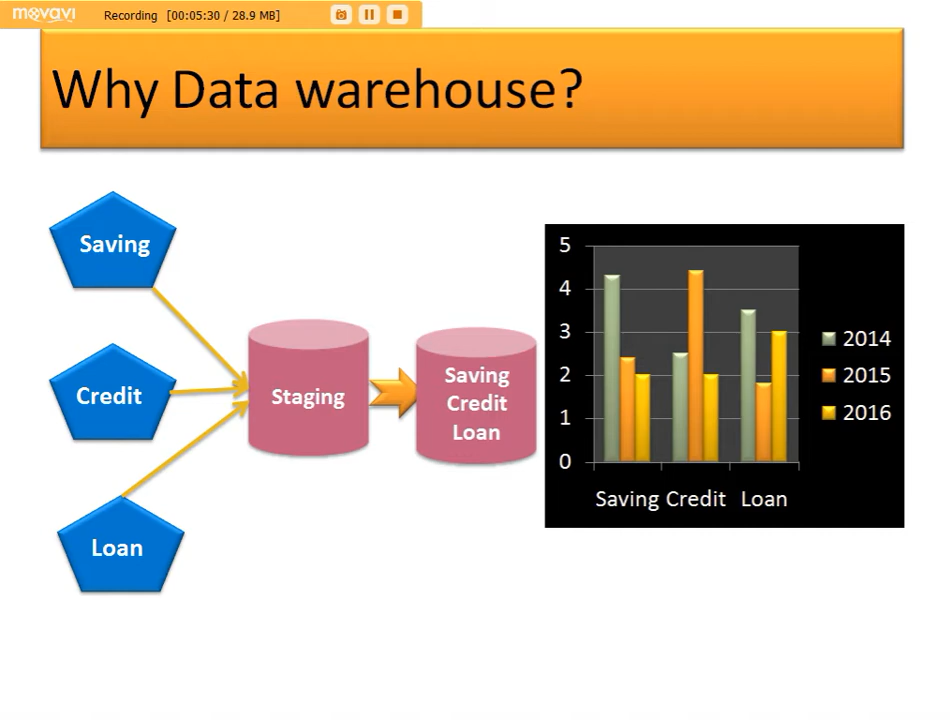 movavi
Recording [00:05:30 / 28.9 MB]
Why Data warehouse?
Saving
Credit
Loan
Staging
Saving
Credit
Loan
5
4
3
2
1
0
Saving Credit Loan
2014
2015
2016